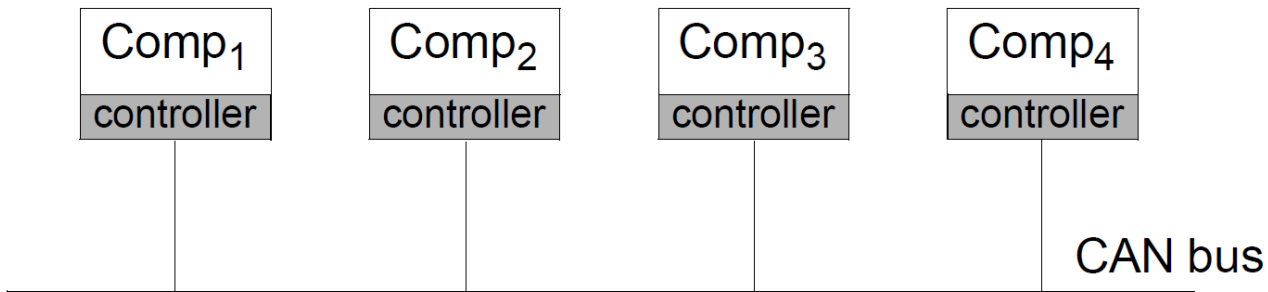 Comp₁ Comp₂ Comp₃ Comp₄
controller controller controller controller
CAN bus